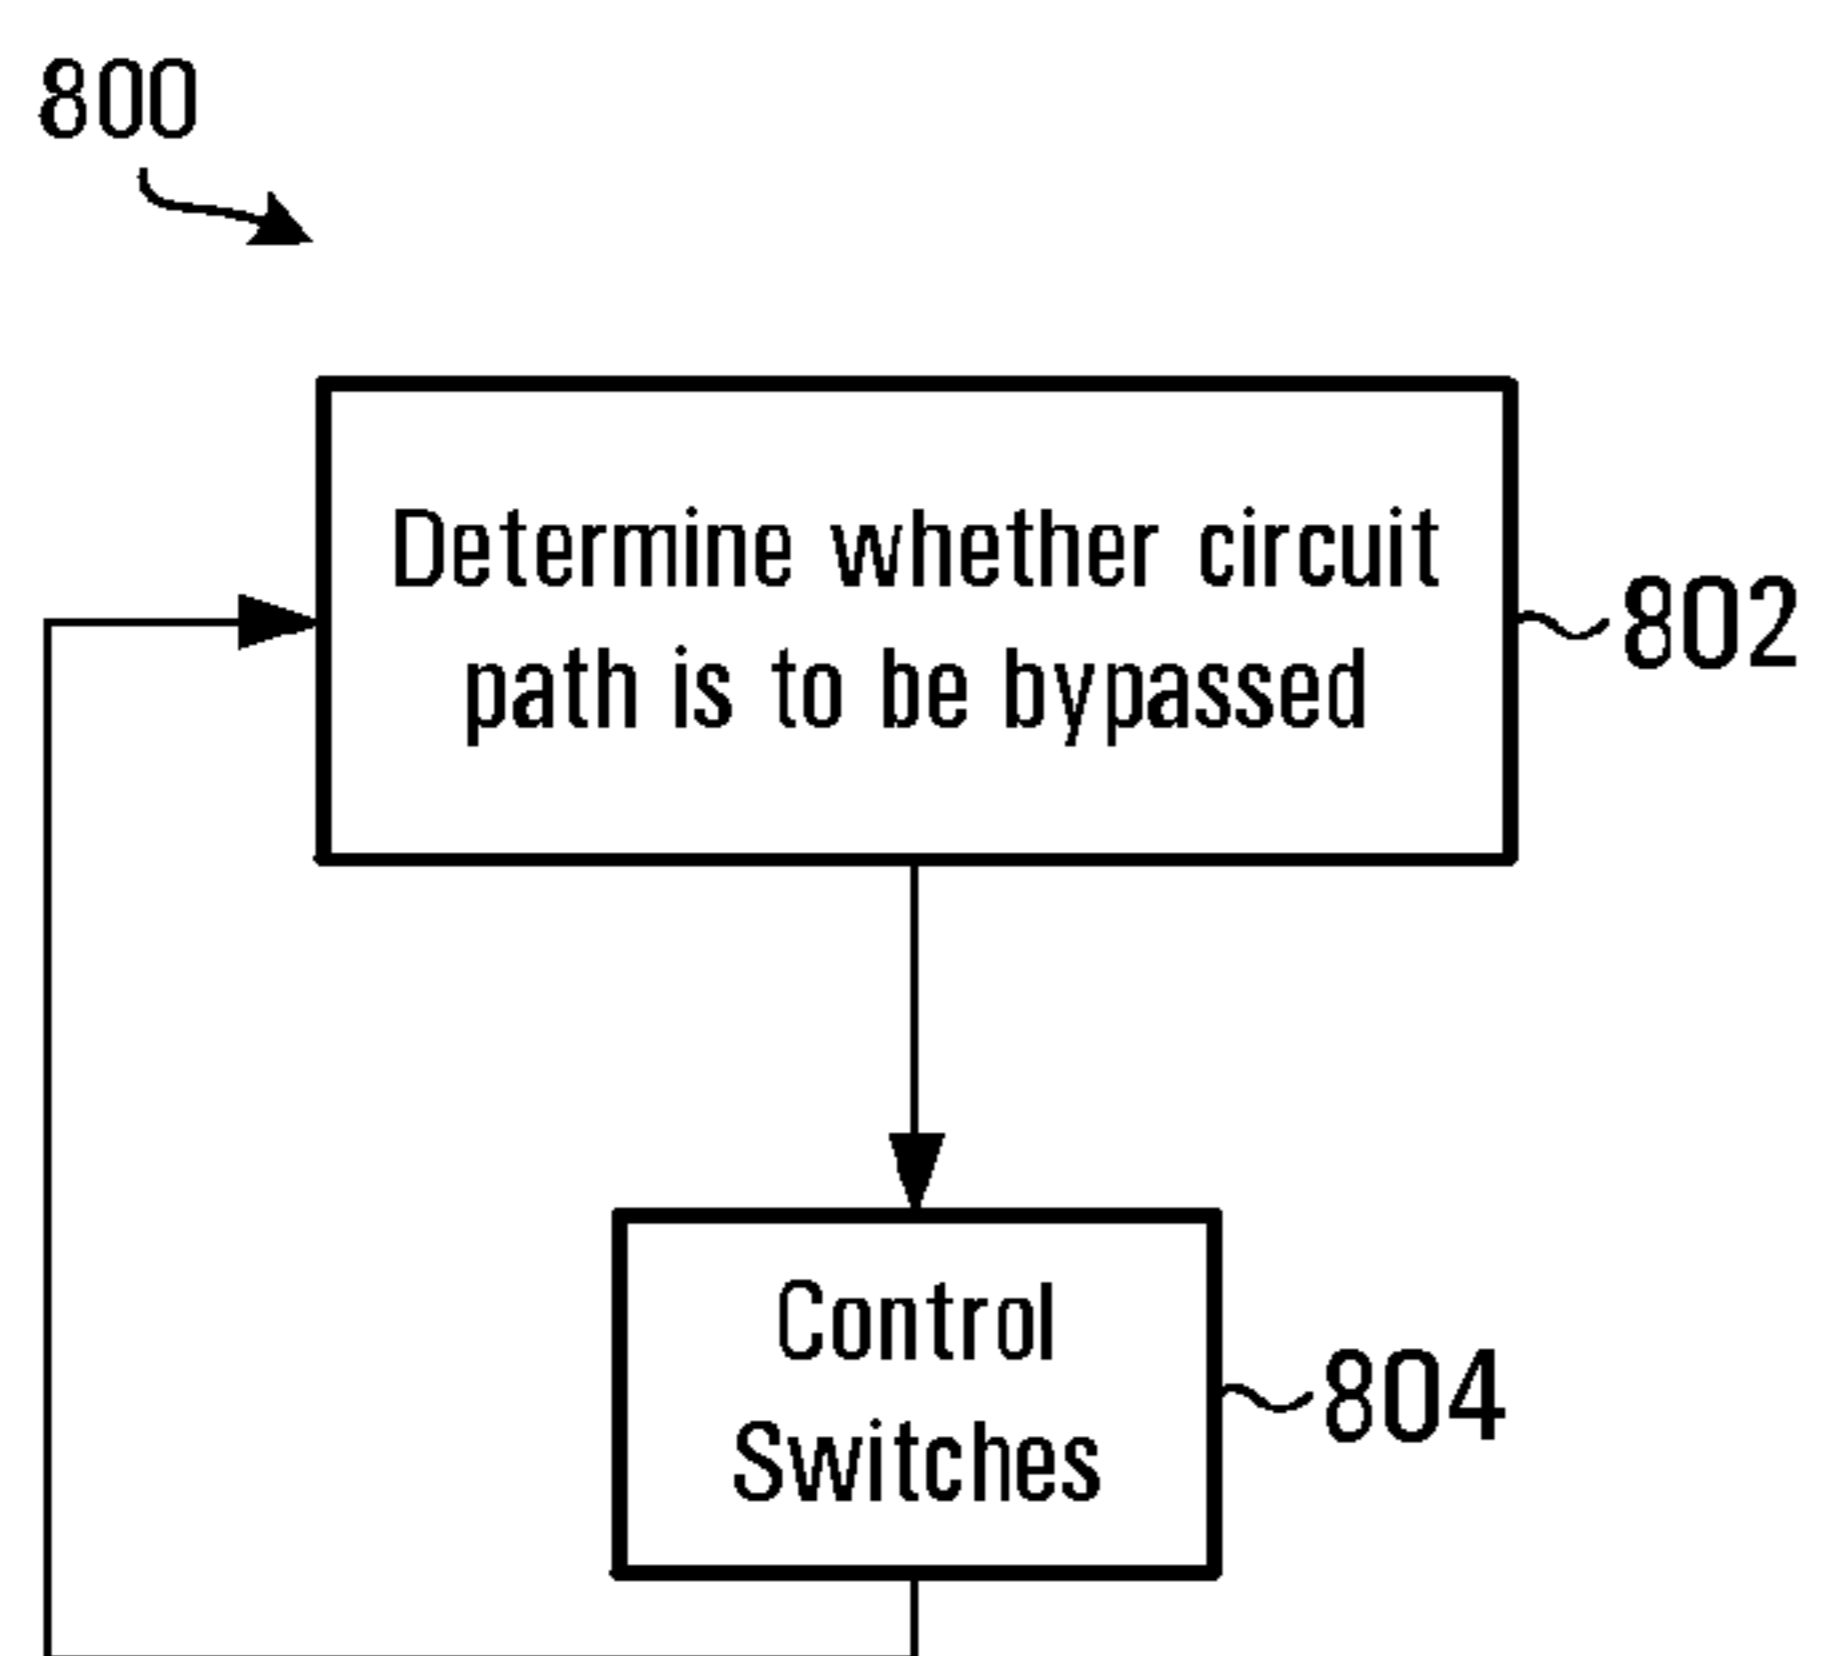 800
Determine whether circuit
path is to be bypassed
802
Control
Switches
804